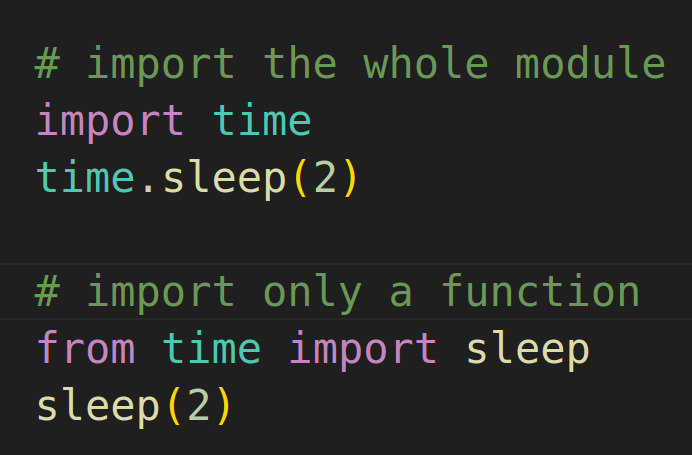 # import the whole module
import time
time.sleep(2)
# import only a function
from time import sleep
sleep(2)